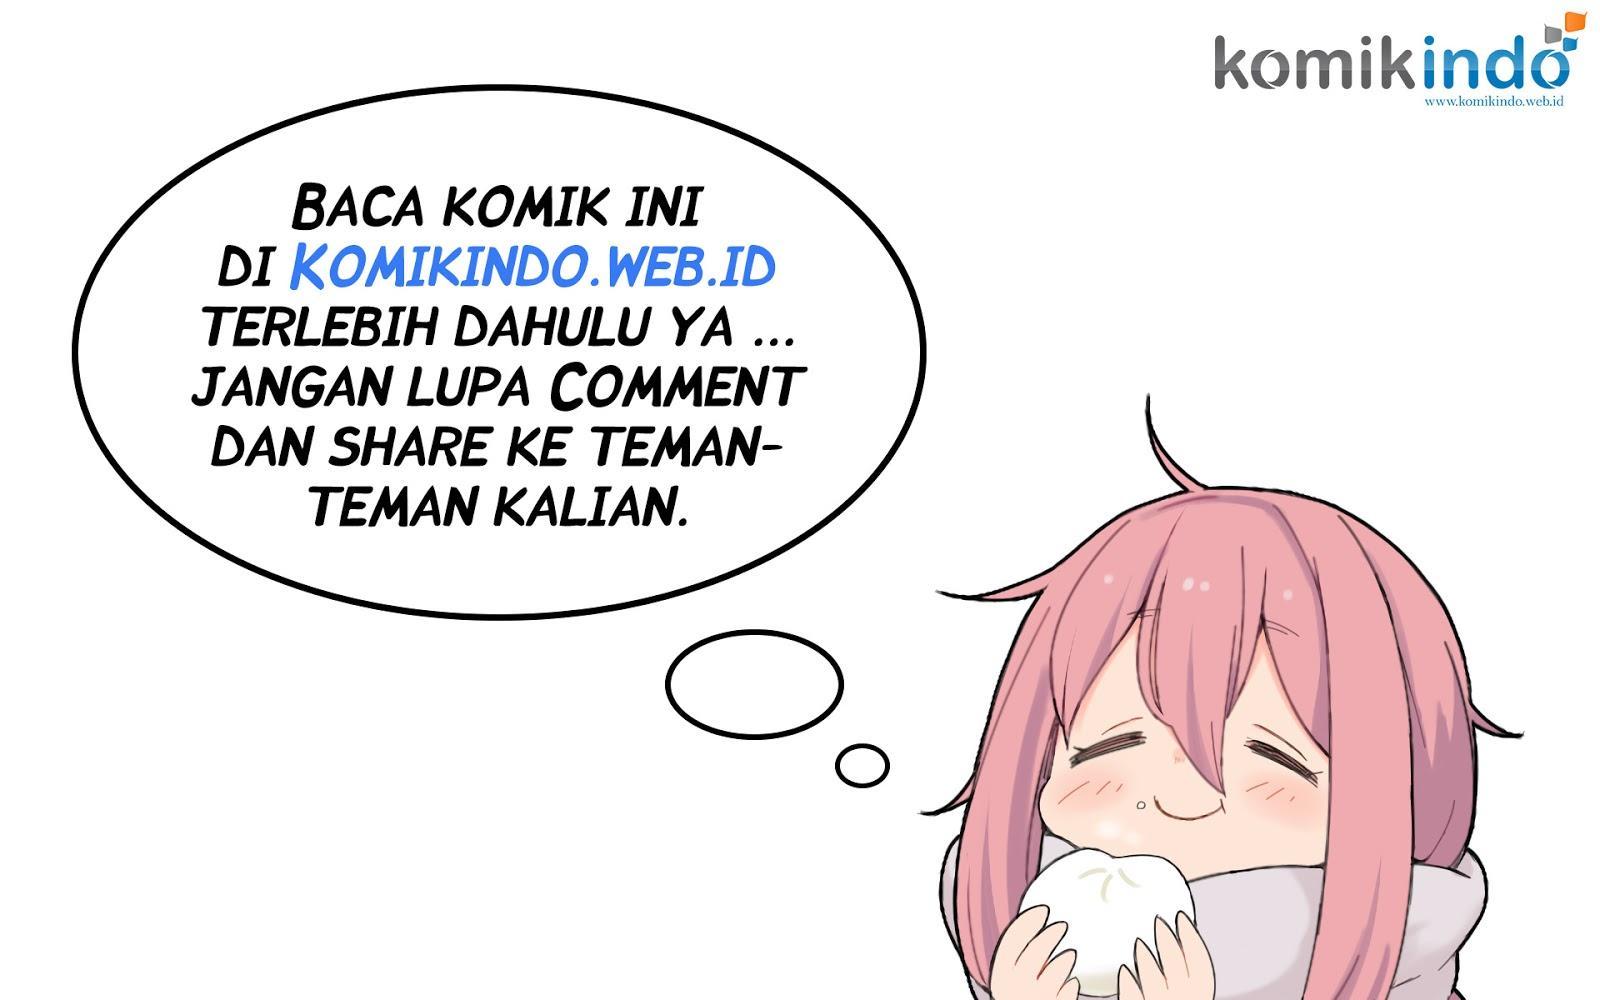 komikindo
www.komikindo.web.id
BACA KOMIK INI
DI KOMIKINDO.WEB.ID
TERLEBIH DAHULU YA ...
JANGAN LUPA COMMENT
DAN SHARE KE TEMAN-
TEMAN KALIAN.